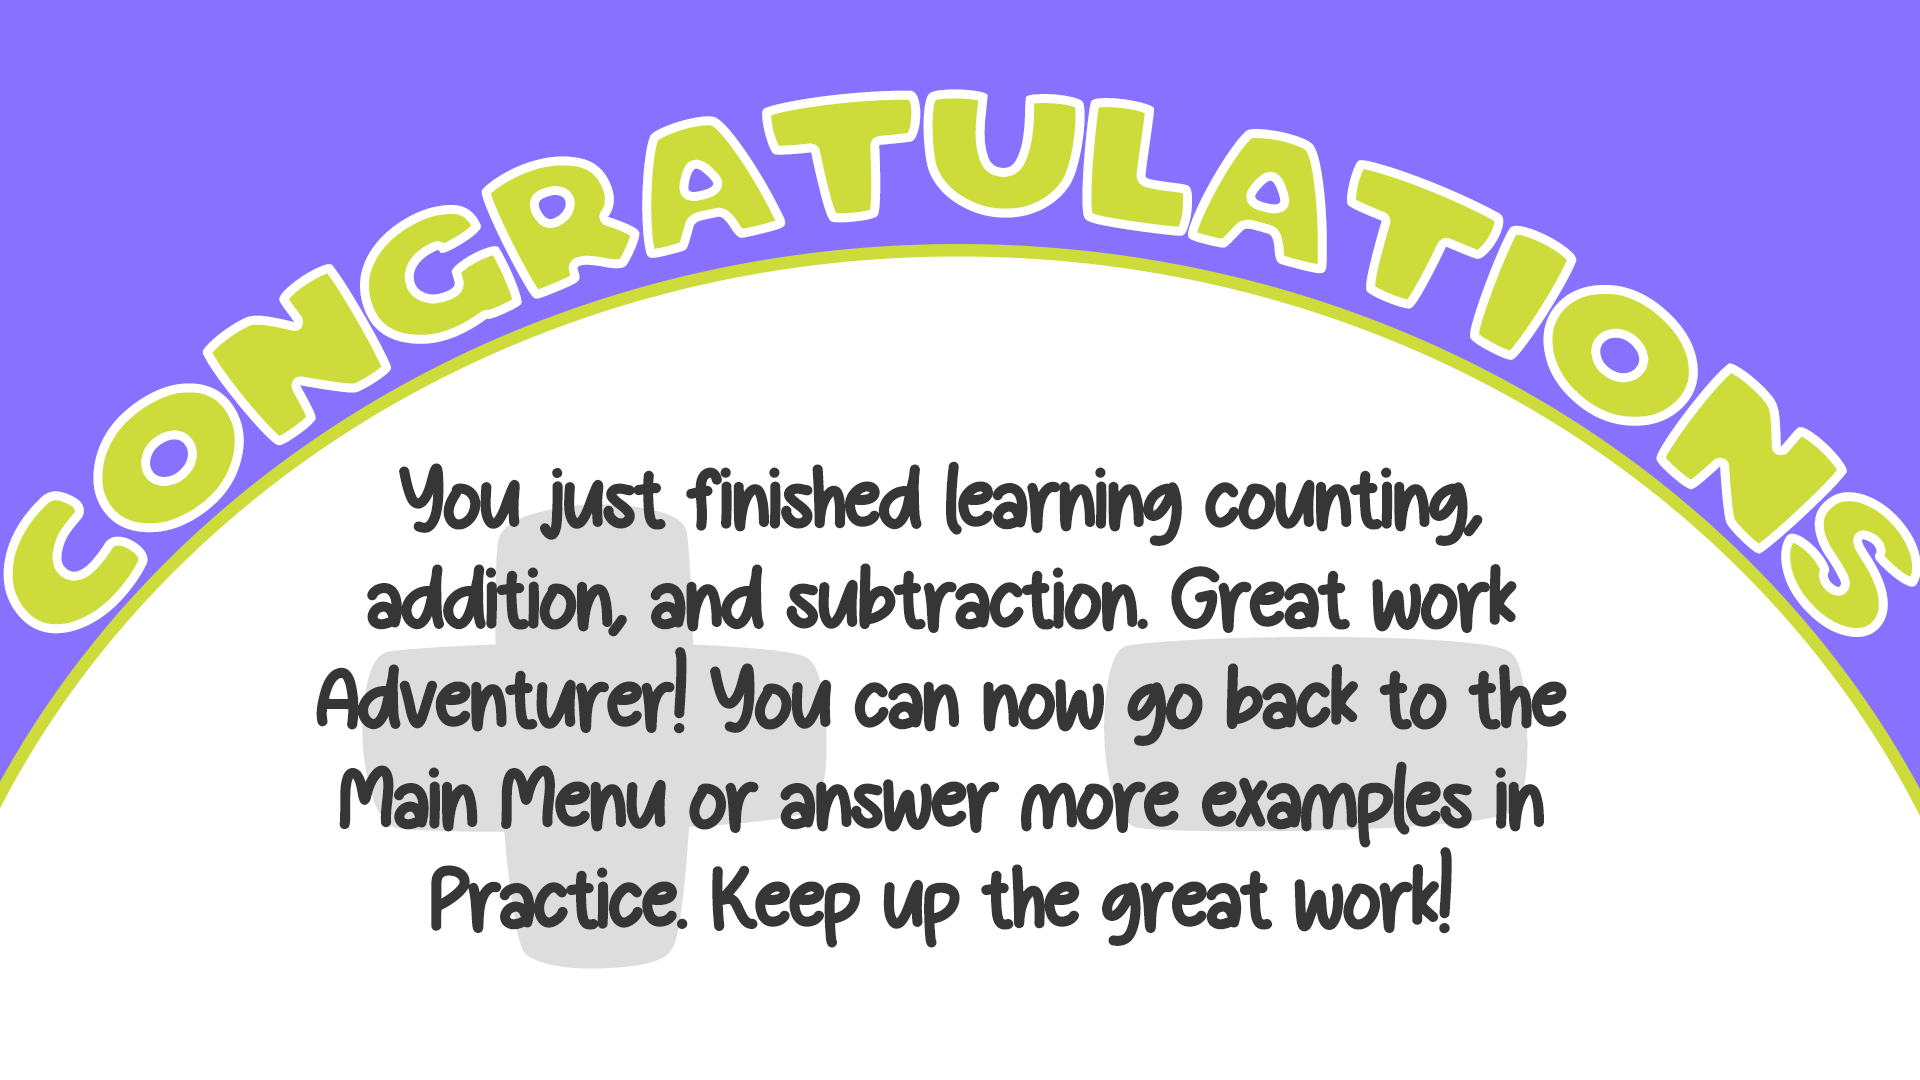 CONGRATULATIONS
You just finished learning counting,
addition, and subtraction. Great work
Adventurer! You can now go back to the
Main Menu or answer more examples in
Practice. Keep up the great work!